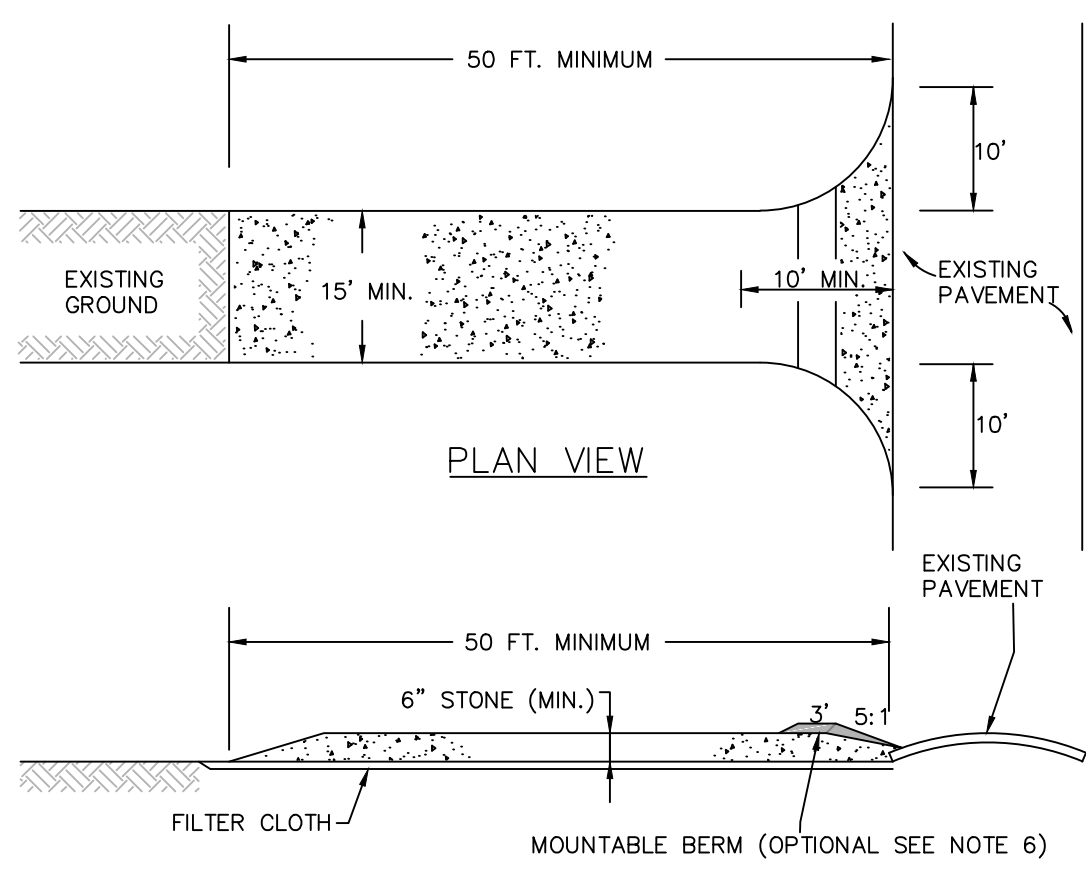 50 FT. MINIMUM
10'
EXISTING
GROUND
15' MIN.
10' MIN.
EXISTING
PAVEMENT
10'
PLAN VIEW
EXISTING
PAVEMENT
50 FT. MINIMUM
6" STONE (MIN.)
3'
5:1
FILTER CLOTH
MOUNTABLE BERM (OPTIONAL SEE NOTE 6)